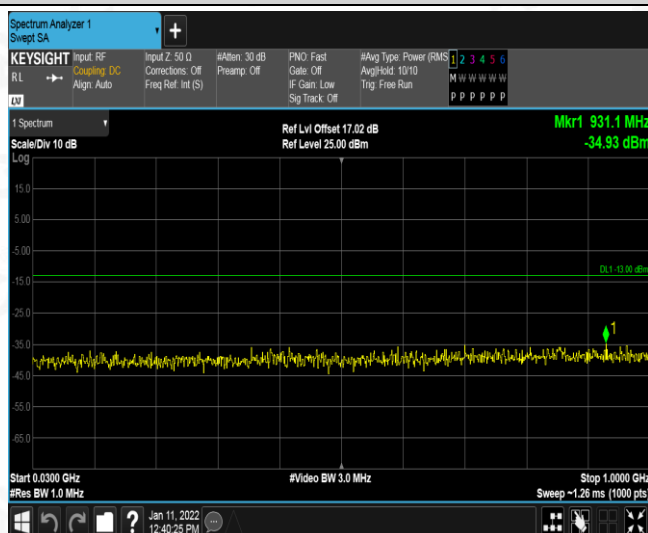 Spectrum Analyzer 1
Swept SA
+
KEYSIGHT
RL
LXI
Input: RF
Coupling: DC
Align: Auto
Input Z: 50 Ω
Corrections: Off
Freq Ref: Int (S)
#Atten: 30 dB
Preamp: Off
PNO: Fast
Gate: Off
IF Gain: Low
Sig Track: Off
#Avg Type: Power (RMS
Avg|Hold: 10/10
Trig: Free Run
1 2 3 4 5 6
M W W W W W
P P P P P P
1 Spectrum
Scale/Div 10 dB
Ref Lvl Offset 17.02 dB
Ref Level 25.00 dBm
Mkr1 931.1 MHz
-34.93 dBm
Log
15.0
5.00
-5.00
DL1 -13.00 dBm
-15.0
-25.0
1
-35.0
-45.0
-55.0
-65.0
Start 0.0300 GHz
#Res BW 1.0 MHz
#Video BW 3.0 MHz
Stop 1.0000 GHz
Sweep ~1.26 ms (1000 pts)
?
Jan 11, 2022
12:40:25 PM